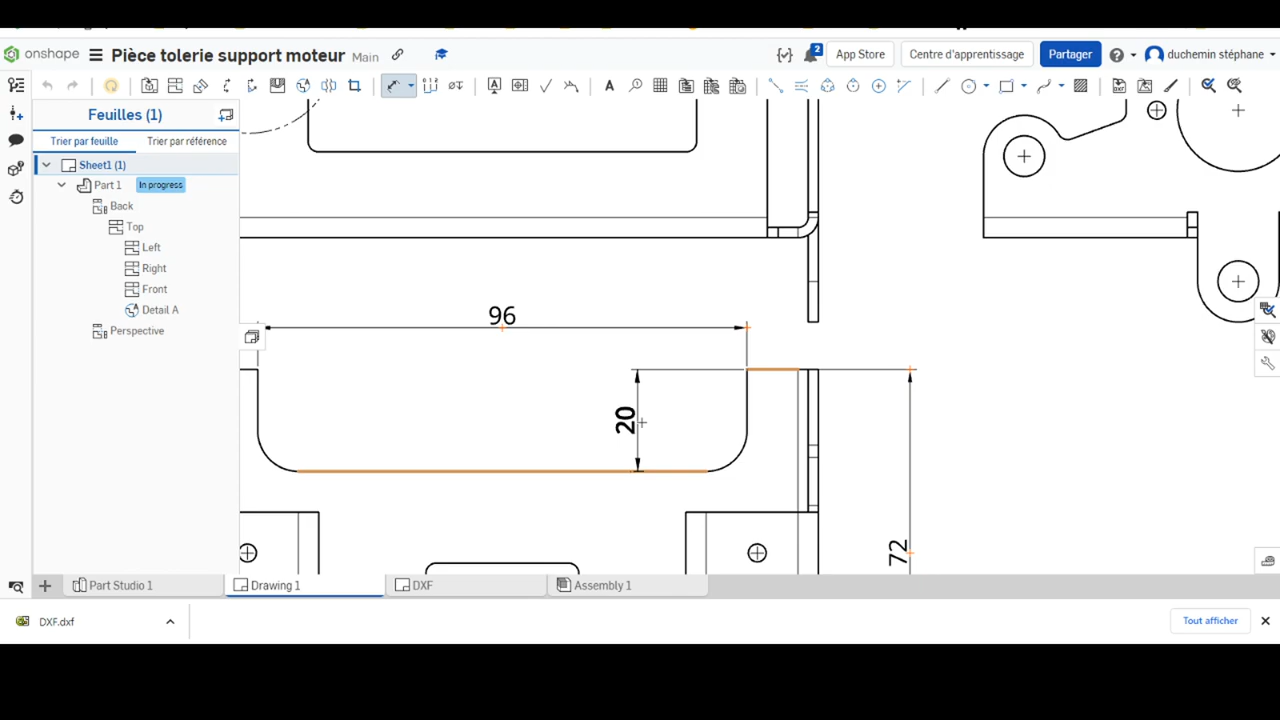 onshape Pièce tolerie support moteur Main 2 App Store Centre d'apprentissage Partager duchemin stéphane
Feuilles (1)
Trier par feuille Trier par référence
Sheet1 (1)
Part 1 In progress
Back
Top
Left
Right
Front
Detail A
Perspective
96
20
72
Part Studio 1 Drawing 1 DXF Assembly 1
DXF.dxf Tout afficher